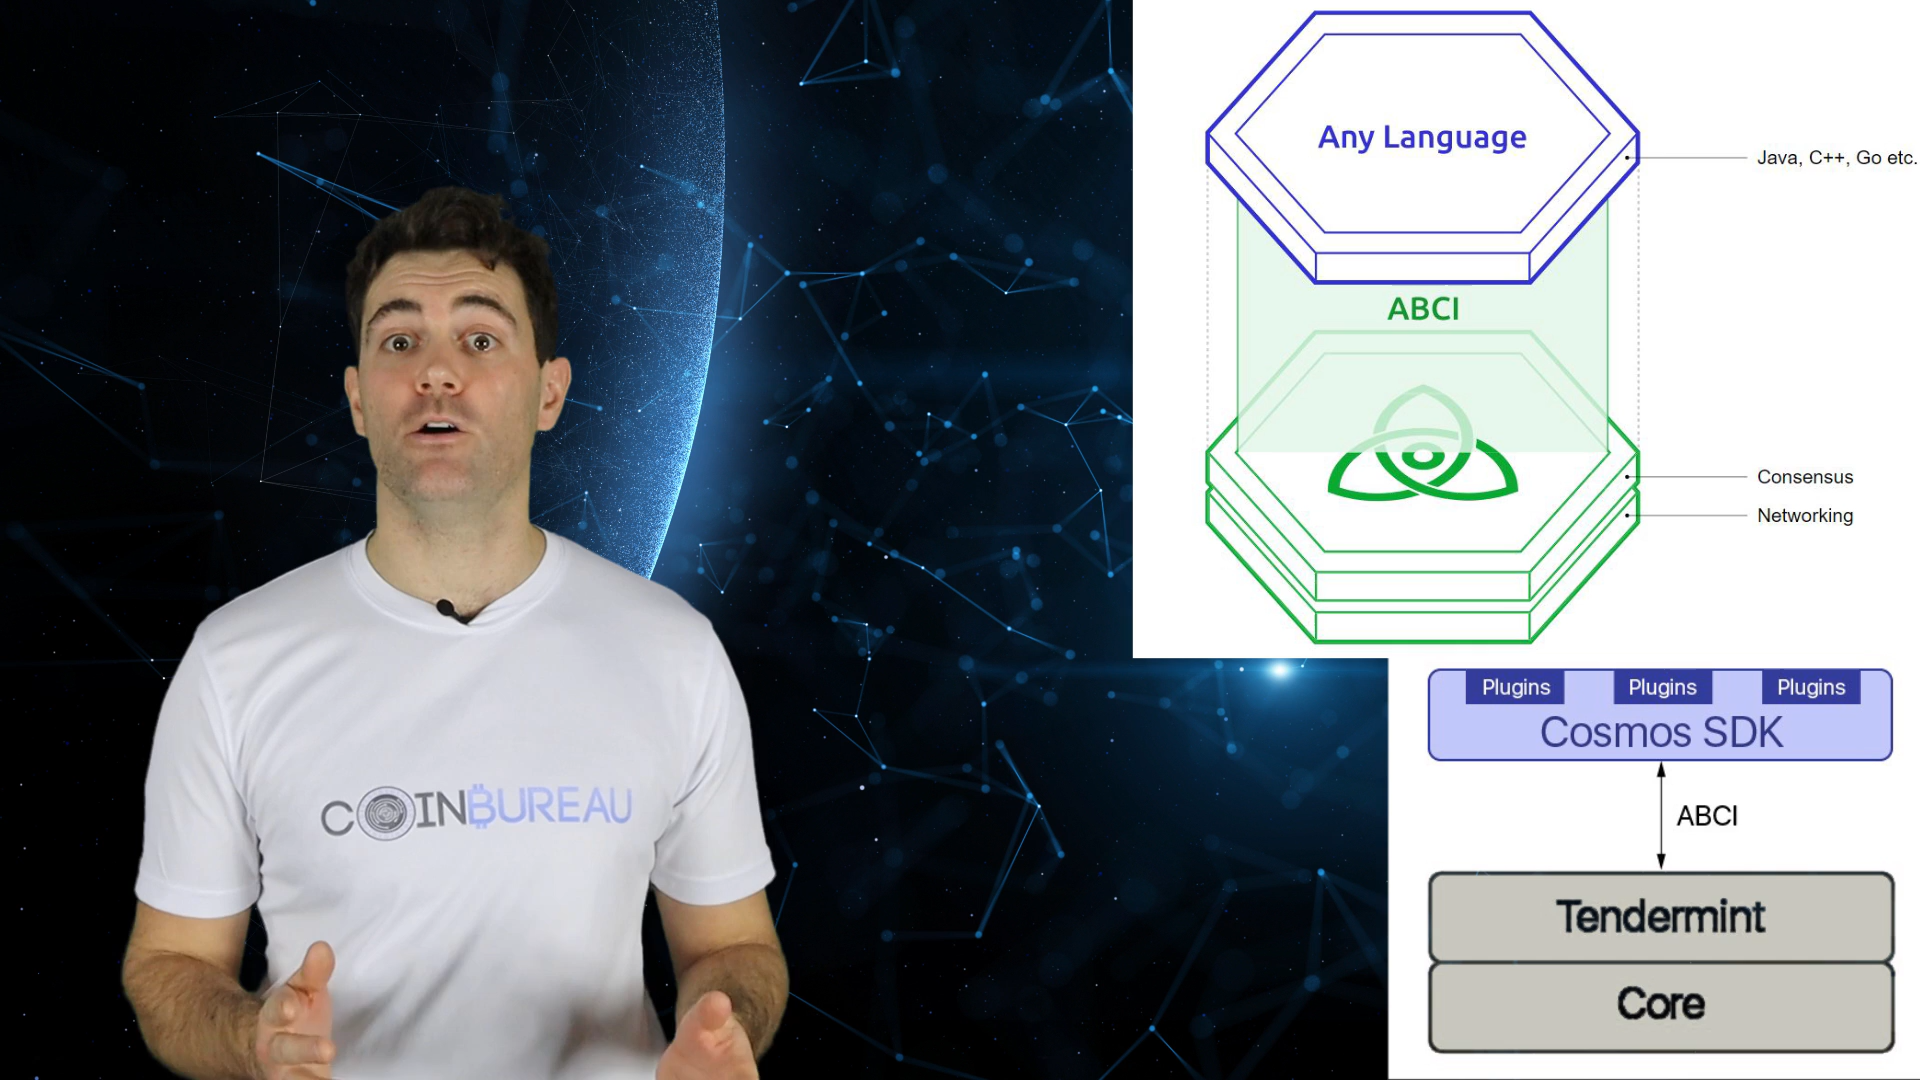 COINBUREAU
Any Language
Java, C++, Go etc.
ABCI
Consensus
Networking
Plugins Plugins Plugins
Cosmos SDK
ABCI
Tendermint
Core